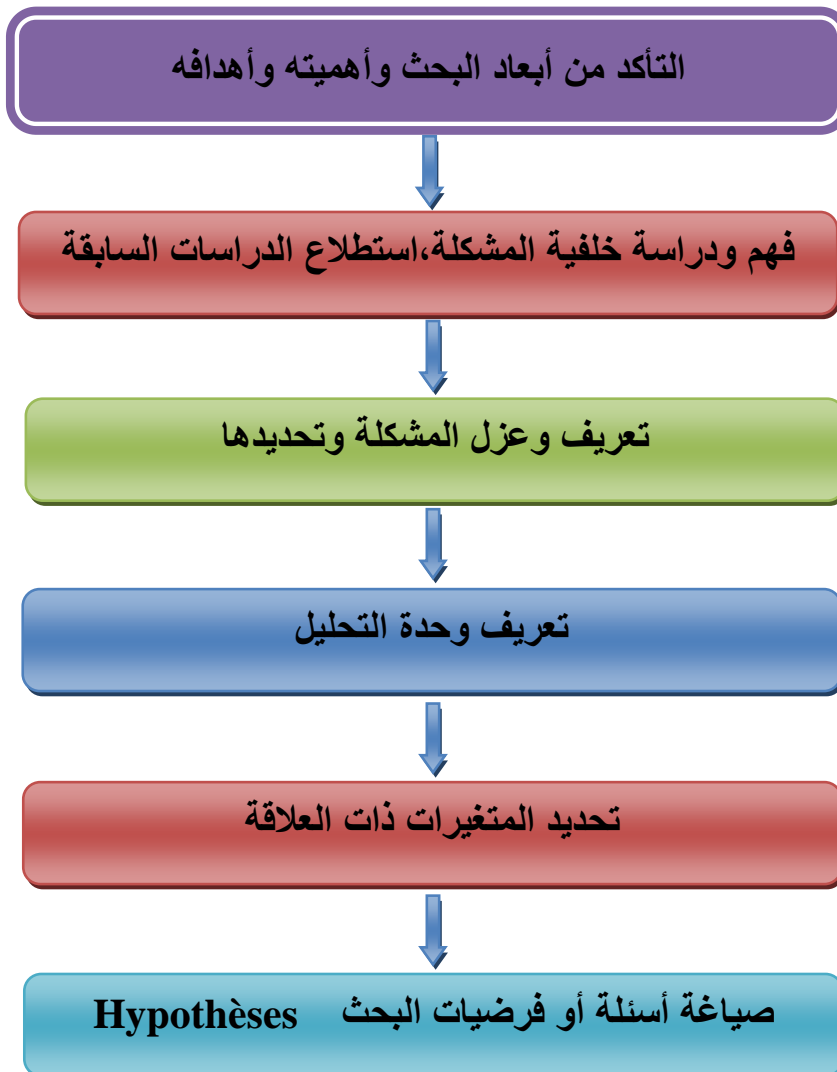 التأكد من أبعاد البحث وأهميته وأهدافه
فهم ودراسة خلفية المشكلة،استطلاع الدراسات السابقة
تعريف وعزل المشكلة وتحديدها
تعريف وحدة التحليل
تحديد المتغيرات ذات العلاقة
صياغة أسئلة أو فرضيات البحث Hypothèses